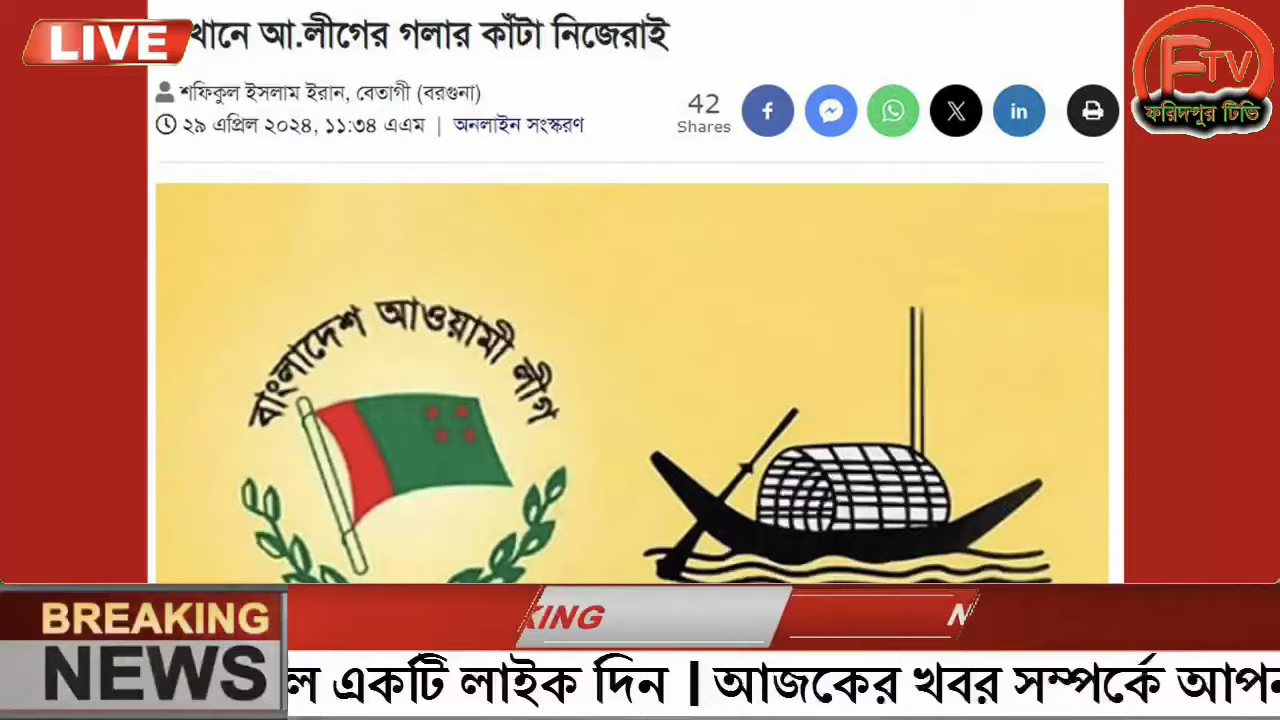 LIVE
খানে আ.লীগের গলার কাঁটা নিজেরাই
শফিকুল ইসলাম ইরান, বেতাগী (বরগুনা)
২৯ এপ্রিল ২০২৪, ১১:৩৪ এএম | অনলাইন সংস্করণ
42
Shares
FTV
ফরিদপুর টিভি
বাংলাদেশ আওয়ামী লীগ
BREAKING
NEWS
KING
N
ল একটি লাইক দিন | আজকের খবর সম্পর্কে আপন